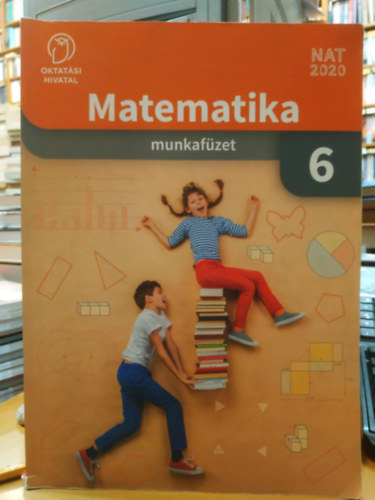 OKTATÁSI
HIVATAL
NAT
2020
Matematika
munkafüzet
6